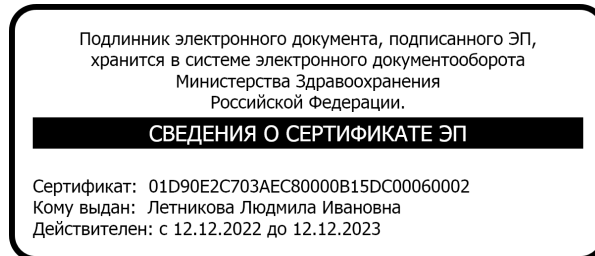 Подлинник электронного документа, подписанного ЭП,
хранится в системе электронного документооборота
Министерства Здравоохранения
Российской Федерации.
СВЕДЕНИЯ О СЕРТИФИКАТЕ ЭП
Сертификат: 01D90E2C703AEC80000B15DC00060002
Кому выдан: Летникова Людмила Ивановна
Действителен: с 12.12.2022 до 12.12.2023